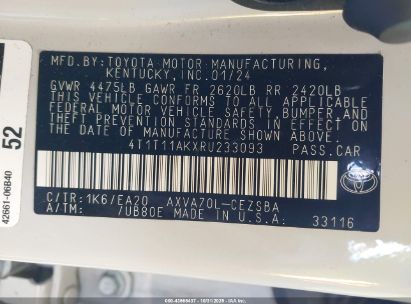 MFD.BY: TOYOTA MOTOR MANUFACTURING,
KENTUCKY, INC. 01/24
GVWR 4475LB GAWR FR 2620LB RR 2420LB
THIS VEHICLE CONFORMS TO ALL APPLICABLE
FEDERAL MOTOR VEHICLE SAFETY, BUMPER, AND
THEFT PREVENTION STANDARDS IN EFFECT ON
THE DATE OF MANUFACTURE SHOWN ABOVE.
4T1T11AKXRU233093 PASS.CAR
C/TR: 1K6/EA20 AXVA70L-CEZSBA
A/TM: 7UB80E MADE IN U.S.A. 33116
TOYOTA
52
42661-06B40